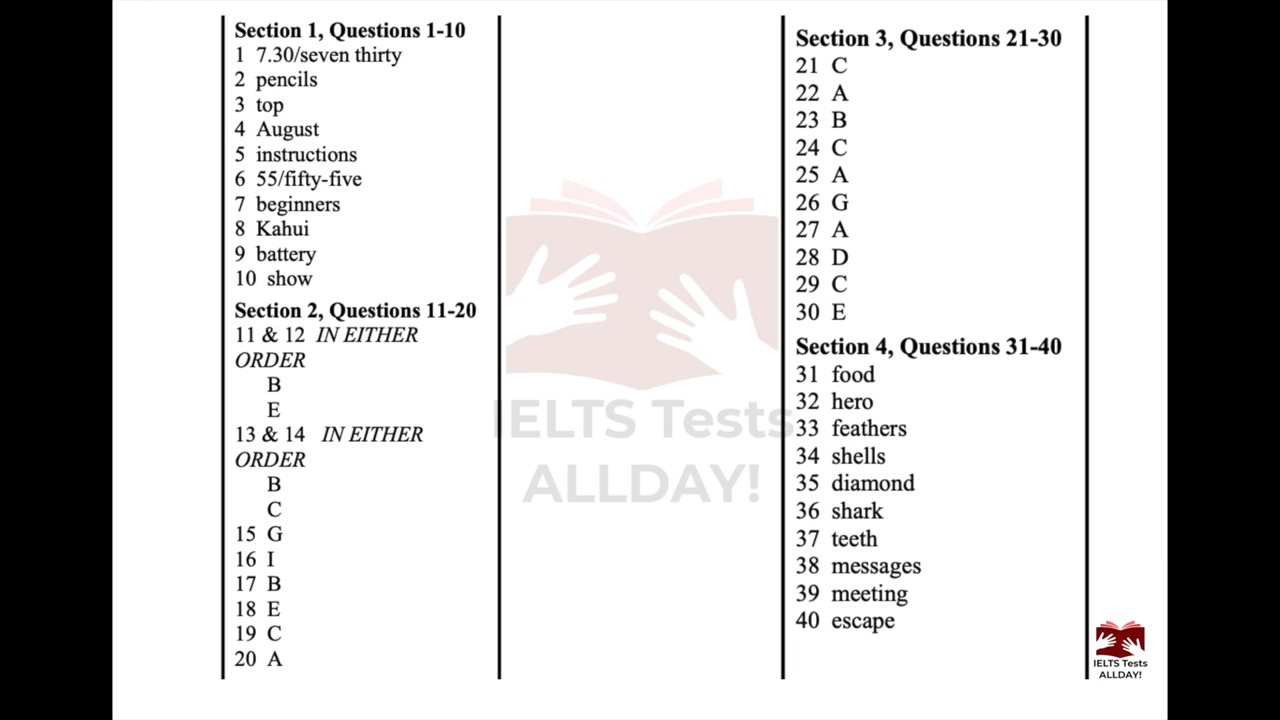 Section 1, Questions 1-10
1 7.30/seven thirty
2 pencils
3 top
4 August
5 instructions
6 55/fifty-five
7 beginners
8 Kahui
9 battery
10 show
Section 2, Questions 11-20
11 & 12 IN EITHER
ORDER
B
E
13 & 14 IN EITHER
ORDER
B
C
15 G
16 I
17 B
18 E
19 C
20 A
IELTS Tests
ALLDAY!
Section 3, Questions 21-30
21 C
22 A
23 B
24 C
25 A
26 G
27 A
28 D
29 C
30 E
Section 4, Questions 31-40
31 food
32 hero
33 feathers
34 shells
35 diamond
36 shark
37 teeth
38 messages
39 meeting
40 escape
IELTS Tests
ALLDAY!